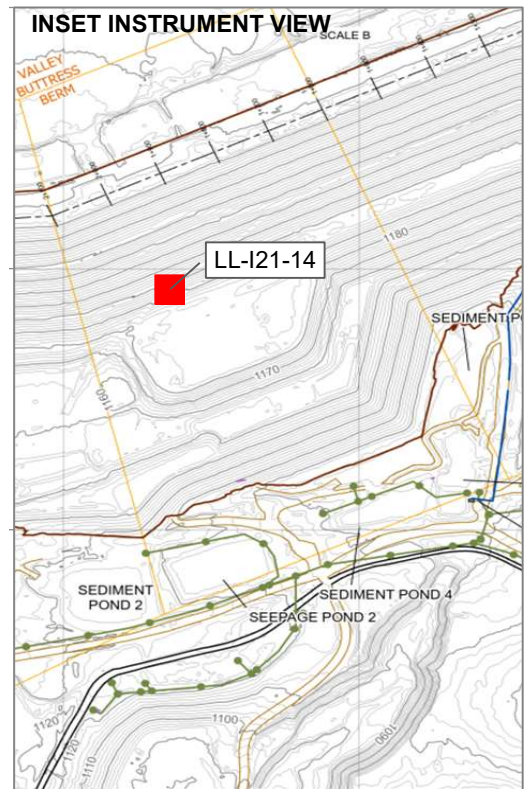 INSET INSTRUMENT VIEW
SCALE B
VALLEY
BUTTRESS
BERM
LL-I21-14
1180
SEDIMENT PO
1170
1160
SEDIMENT
POND 2
SEDIMENT POND 4
SEEPAGE POND 2
1120
1100
1120
1110
1090